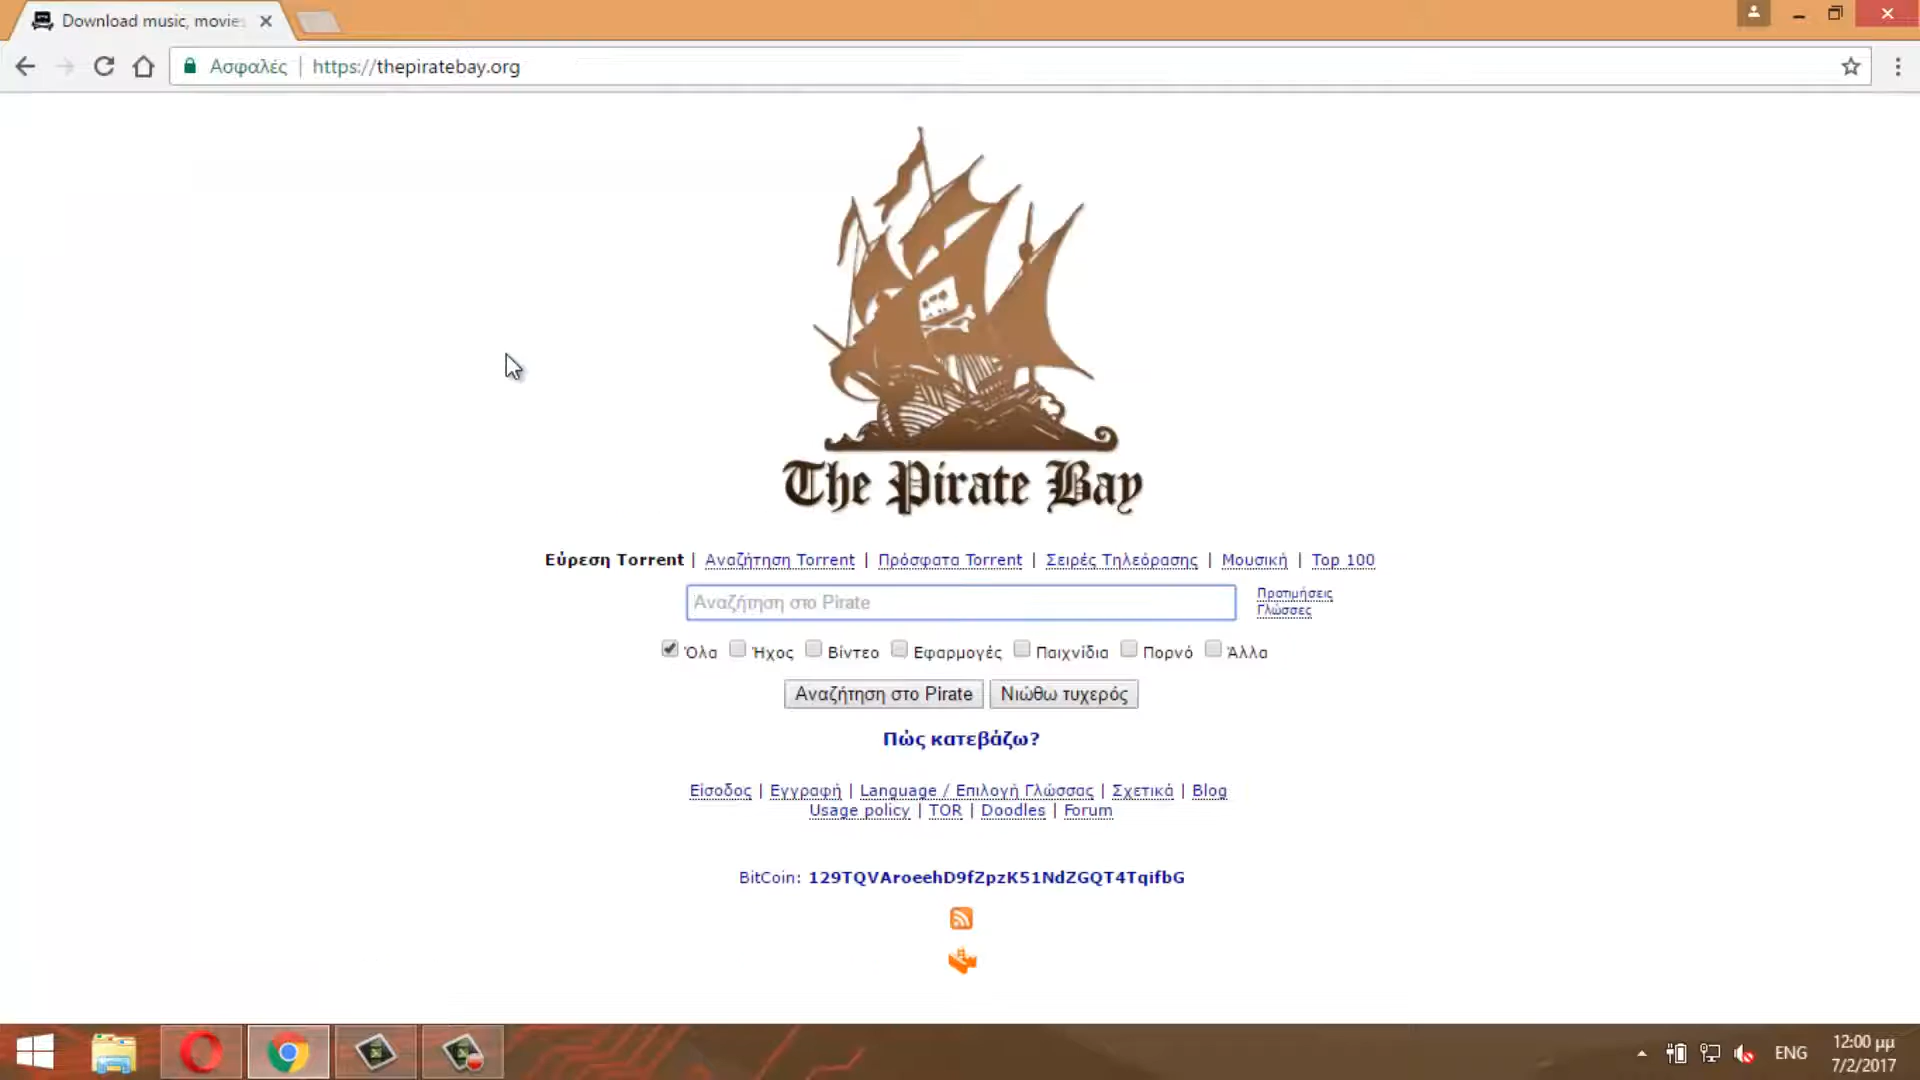 Download music, movies
Ασφαλές | https://thepiratebay.org
The Pirate Bay
Εύρεση Torrent | Αναζήτηση Torrent | Πρόσφατα Torrent | Σειρές Τηλεόρασης | Μουσική | Top 100
Αναζήτηση στο Pirate
Προτιμήσεις
Γλώσσες
Όλα Ήχος Βίντεο Εφαρμογές Παιχνίδια Πορνό Άλλα
Αναζήτηση στο Pirate Νιώθω τυχερός
Πώς κατεβάζω?
Είσοδος | Εγγραφή | Language / Επιλογή Γλώσσας | Σχετικά | Blog
Usage policy | TOR | Doodles | Forum
BitCoin: 129TQVAroeehD9fZpzK51NdZGQT4TqifbG
ENG
12:00 μμ
7/2/2017